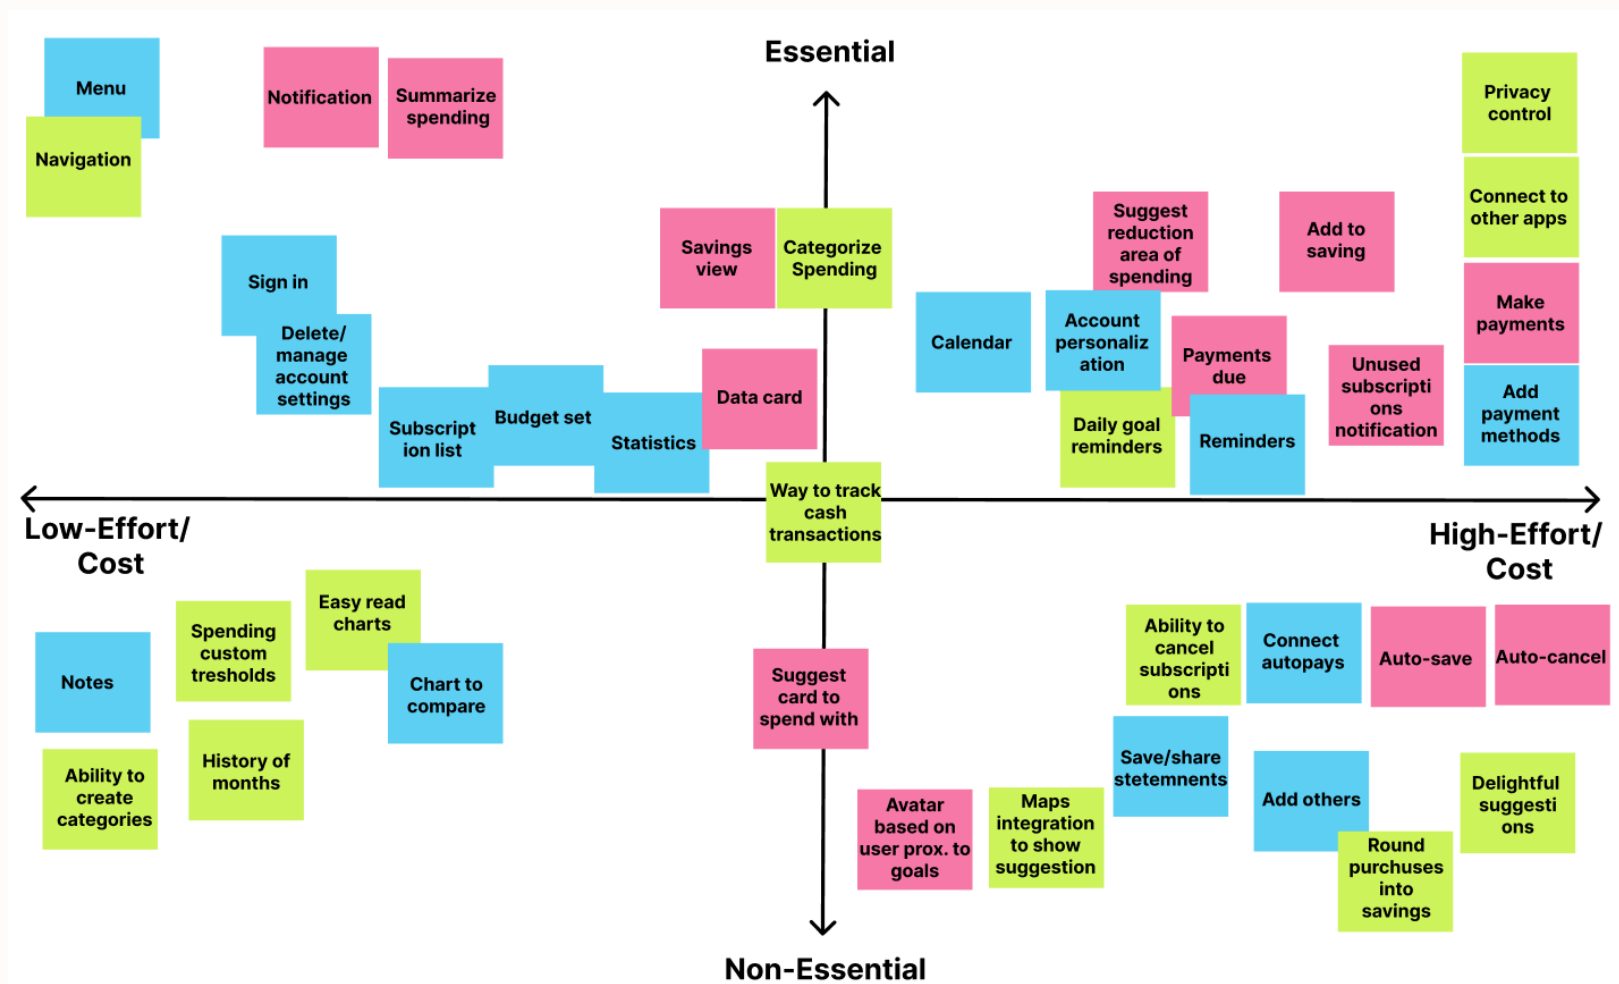 Essential
Menu
Navigation
Notification
Summarize
spending
Privacy
control
Connect to
other apps
Suggest
reduction
area of
spending
Add to
saving
Savings
view
Categorize
Spending
Sign in
Delete/
manage
account
settings
Calendar
Account
personaliz
ation
Payments
due
Make
payments
Unused
subscripti
ons
notification
Add
payment
methods
Subscript
ion list
Budget set
Statistics
Data card
Daily goal
reminders
Reminders
Way to track
cash
transactions
Low-Effort/
Cost
High-Effort/
Cost
Notes
Spending
custom
tresholds
Easy read
charts
Chart to
compare
Ability to
create
categories
History of
months
Suggest
card to
spend with
Ability to
cancel
subscripti
ons
Connect
autopays
Auto-save
Auto-cancel
Avatar
based on
user prox. to
goals
Maps
integration
to show
suggestion
Save/share
stetemnents
Add others
Round
purchuses
into
savings
Delightful
suggesti
ons
Non-Essential